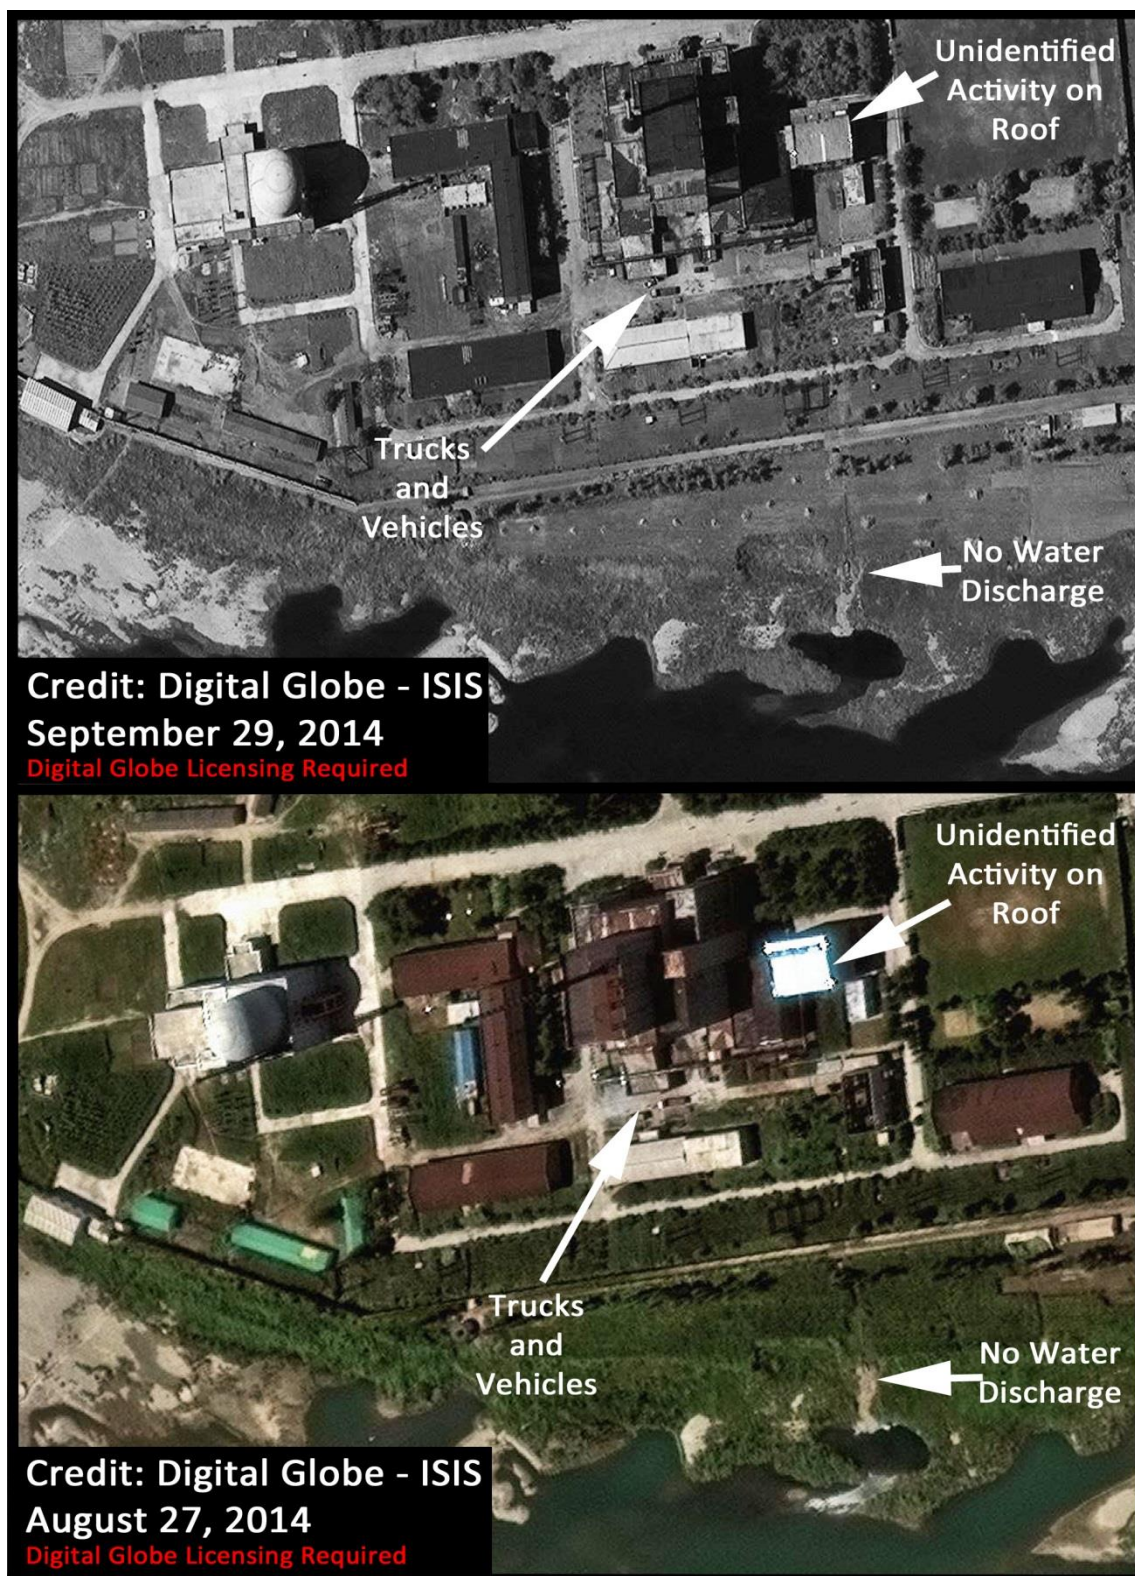 Unidentified
Activity on
Roof
Trucks
and
Vehicles
No Water
Discharge
Credit: Digital Globe - ISIS
September 29, 2014
Digital Globe Licensing Required
Unidentified
Activity on
Roof
Trucks
and
Vehicles
No Water
Discharge
Credit: Digital Globe - ISIS
August 27, 2014
Digital Globe Licensing Required